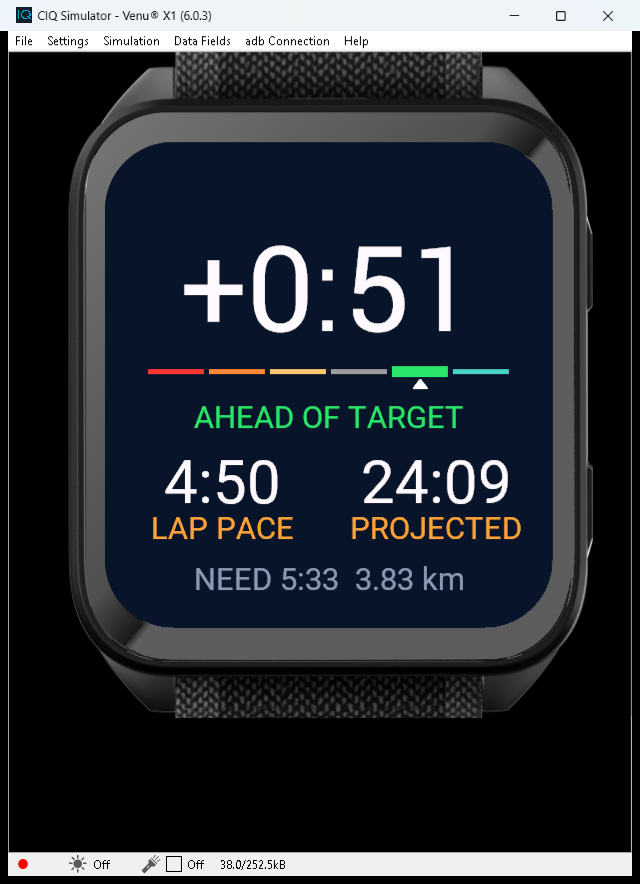 CIQ Simulator - Venu® X1 (6.0.3)
File Settings Simulation Data Fields adb Connection Help
+0:51
AHEAD OF TARGET
4:50 24:09
LAP PACE PROJECTED
NEED 5:33 3.83 km
Off Off 38.0/252.5kB